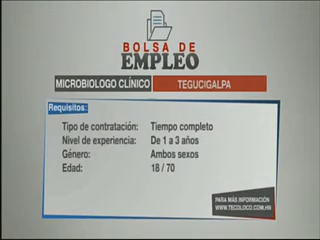 BOLSA DE
EMPLEO
MICROBIOLOGO CLÍNICO TEGUCIGALPA
Requisitos:
Tipo de contratación: Tiempo completo
Nivel de experiencia: De 1 a 3 años
Género: Ambos sexos
Edad: 18 / 70
PARA MÁS INFORMACIÓN
WWW.TECOLOCO.COM.HN